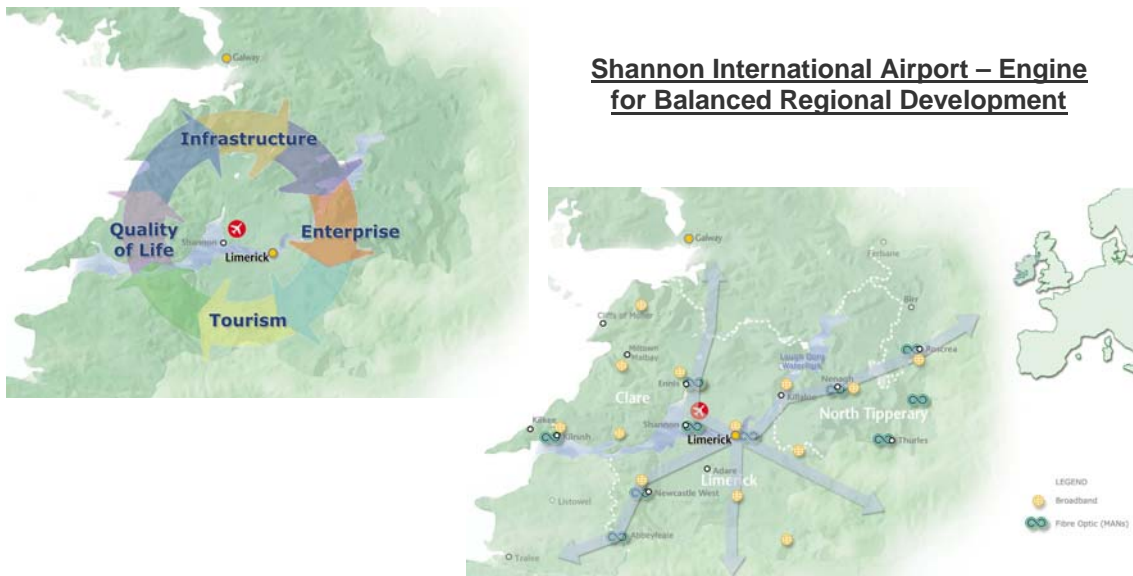 Shannon International Airport – Engine
for Balanced Regional Development
Galway
Infrastructure
Quality
of Life
Enterprise
Shannon
Limerick
Tourism
Galway
Ferbane
Birr
Cliffs of Moher
Miltown
Malbay
Lough Derg
WaterPark
Roscrea
Ennis
Nenagh
Clare
Killaloe
North Tipperary
Kilkee
Kilrush
Shannon
Limerick
Thurles
Adare
Limerick
Newcastle West
Listowel
Abbeyfeale
Tralee
LEGEND
Broadband
Fibre Optic (MANs)